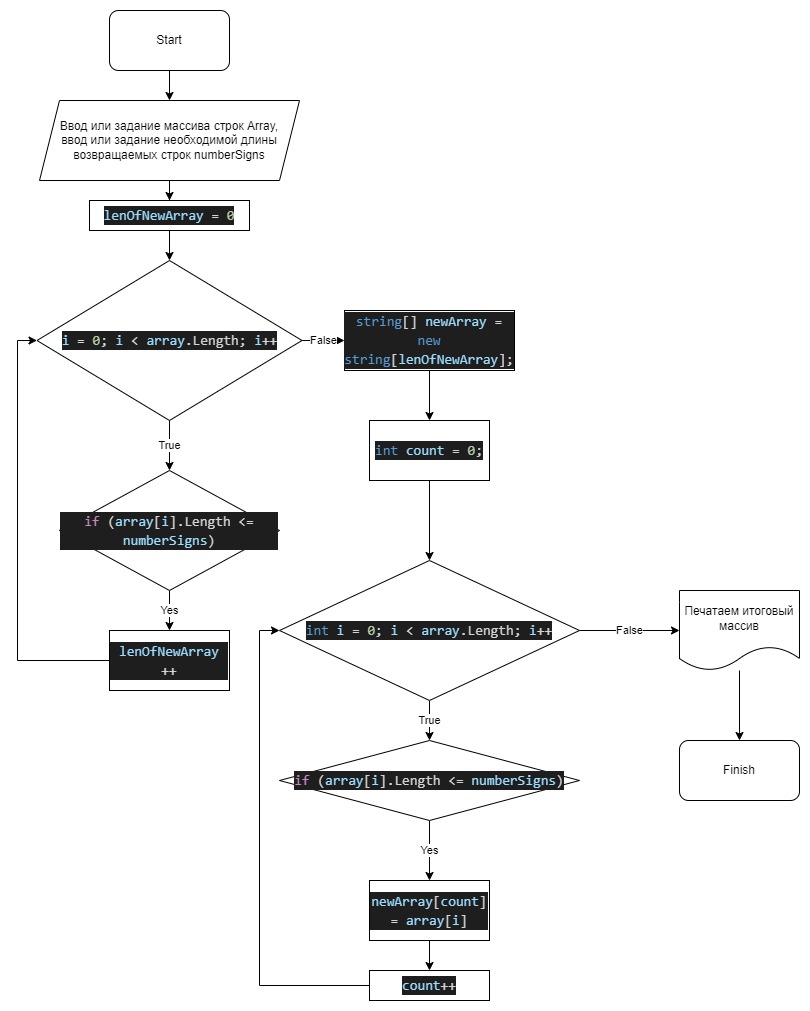 Start
Ввод или задание массива строк Array,
ввод или задание необходимой длины
возвращаемых строк numberSigns
lenOfNewArray = 0
i = 0; i < array.Length; i++
False
string[] newArray =
new
string[lenOfNewArray];
int count = 0;
True
if (array[i].Length <=
numberSigns)
Yes
lenOfNewArray
++
int i = 0; i < array.Length; i++
False
Печатаем итоговый
массив
Finish
True
if (array[i].Length <= numberSigns)
Yes
newArray[count]
= array[i]
count++